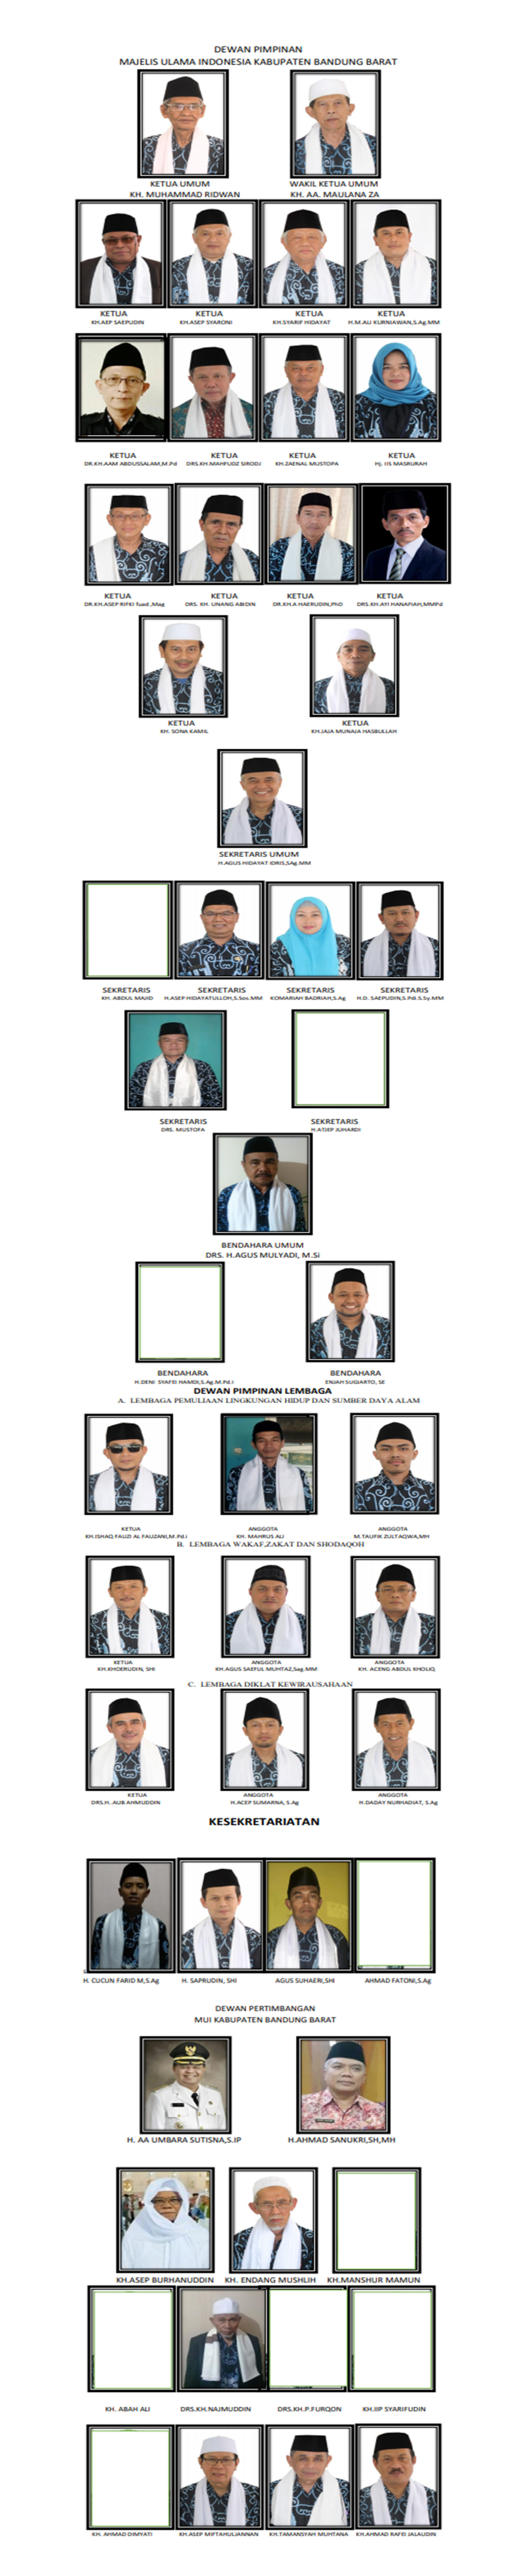 DEWAN PIMPINAN
MAJELIS ULAMA INDONESIA KABUPATEN BANDUNG BARAT
KETUA UMUM WAKIL KETUA UMUM
KH. MUHAMMAD RIDWAN KH. AA. MAULANA ZA
KETUA KETUA KETUA KETUA
KH.AEP SAEPUDIN KH.ASEP SYARONI KH.SYARIF HIDAYAT H.M.ALI KURNIAWAN,S.Ag.MM
KETUA KETUA KETUA KETUA
DR.KH.AAM ABDUSSALAM,M.Pd DRS.KH.MAHFUDZ SIRODJ KH.ZAENAL MUSTOPA Hj. IIS MASRURAH
KETUA KETUA KETUA KETUA
DR.KH.ASEP RIFKI fuad ,Mag DRS. KH. UNANG ABIDIN DR.KH.A HAERUDIN,PhD DRS.KH.AYI HANAFIAH,MMPd
KETUA KETUA
KH. SONA KAMIL KH.JAJA MUNAJA HASBULLAH
SEKRETARIS UMUM
H.AGUS HIDAYAT IDRIS,SAg.MM
SEKRETARIS SEKRETARIS SEKRETARIS SEKRETARIS
KH. ABDUL MAJID H.ASEP HIDAYATULLOH,S.Sos.MM KOMARIAH BADRIAH,S.Ag H.D. SAEPUDIN,S.Pdi.S.Sy.MM
SEKRETARIS SEKRETARIS
DRS. MUSTOFA H.ATJEP JUHARDI
BENDAHARA UMUM
DRS. H.AGUS MULYADI, M.Si
BENDAHARA BENDAHARA
H.DENI SYAFEI HAMDI,S.Ag.M.Pd.I ENJAH SUGIARTO, SE
DEWAN PIMPINAN LEMBAGA
A. LEMBAGA PEMULIAAN LINGKUNGAN HIDUP DAN SUMBER DAYA ALAM
KETUA ANGGOTA ANGGOTA
KH.ISHAQ FAUZI AL FAUZANI,M.Pd.i KH. MAHRUS ALI M.TAUFIK ZULTAQWA,MH
B. LEMBAGA WAKAF,ZAKAT DAN SHODAQOH
KETUA ANGGOTA ANGGOTA
KH.KHOERUDIN, SHI KH.AGUS SAEFUL MUHTAZ,Sag.MM KH. ACENG ABDUL KHOLIQ
C. LEMBAGA DIKLAT KEWIRAUSAHAAN
KETUA ANGGOTA ANGGOTA
DRS.H. AUB AHMUDDIN H.ACEP SUMARNA, S.Ag H.DADAY NURHADIAT, S.Ag
KESEKRETARIATAN
H. CUCUN FARID M,S.Ag H. SAPRUDIN, SHI AGUS SUHAERI,SHI AHMAD FATONI,S.Ag
DEWAN PERTIMBANGAN
MUI KABUPATEN BANDUNG BARAT
H. AA UMBARA SUTISNA,S.IP H.AHMAD SANUKRI,SH,MH
KH.ASEP BURHANUDDIN KH. ENDANG MUSHLIH KH.MANSHUR MAMUN
KH. ABAH ALI DRS.KH.NAJMUDDIN DRS.KH.P.FURQON KH.IIP SYARIFUDIN
KH. AHMAD DIMYATI KH.ASEP MIFTAHULJANNAN KH.TAMANSYAH MUHTANA KH.AHMAD RAFEI JALAUDIN